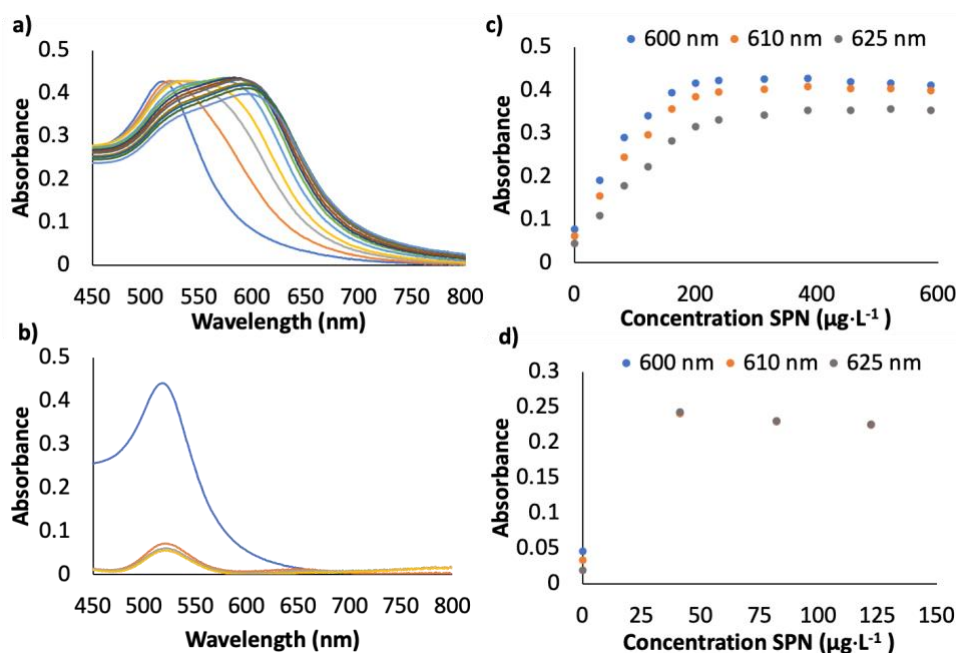 a)
0.5
0.4
0.3
0.2
0.1
0
Absorbance
450 500 550 600 650 700 750 800
Wavelength (nm)
c)
600 nm 610 nm 625 nm
0.5
0.4
0.3
0.2
0.1
0
Absorbance
0 200 400 600
Concentration SPN (µg·L⁻¹ )
b)
0.5
0.4
0.3
0.2
0.1
0
Absorbance
450 500 550 600 650 700 750 800
Wavelength (nm)
d)
600 nm 610 nm 625 nm
0.3
0.25
0.2
0.15
0.1
0.05
0
Absorbance
0 25 50 75 100 125 150
Concentration SPN (µg·L⁻¹ )